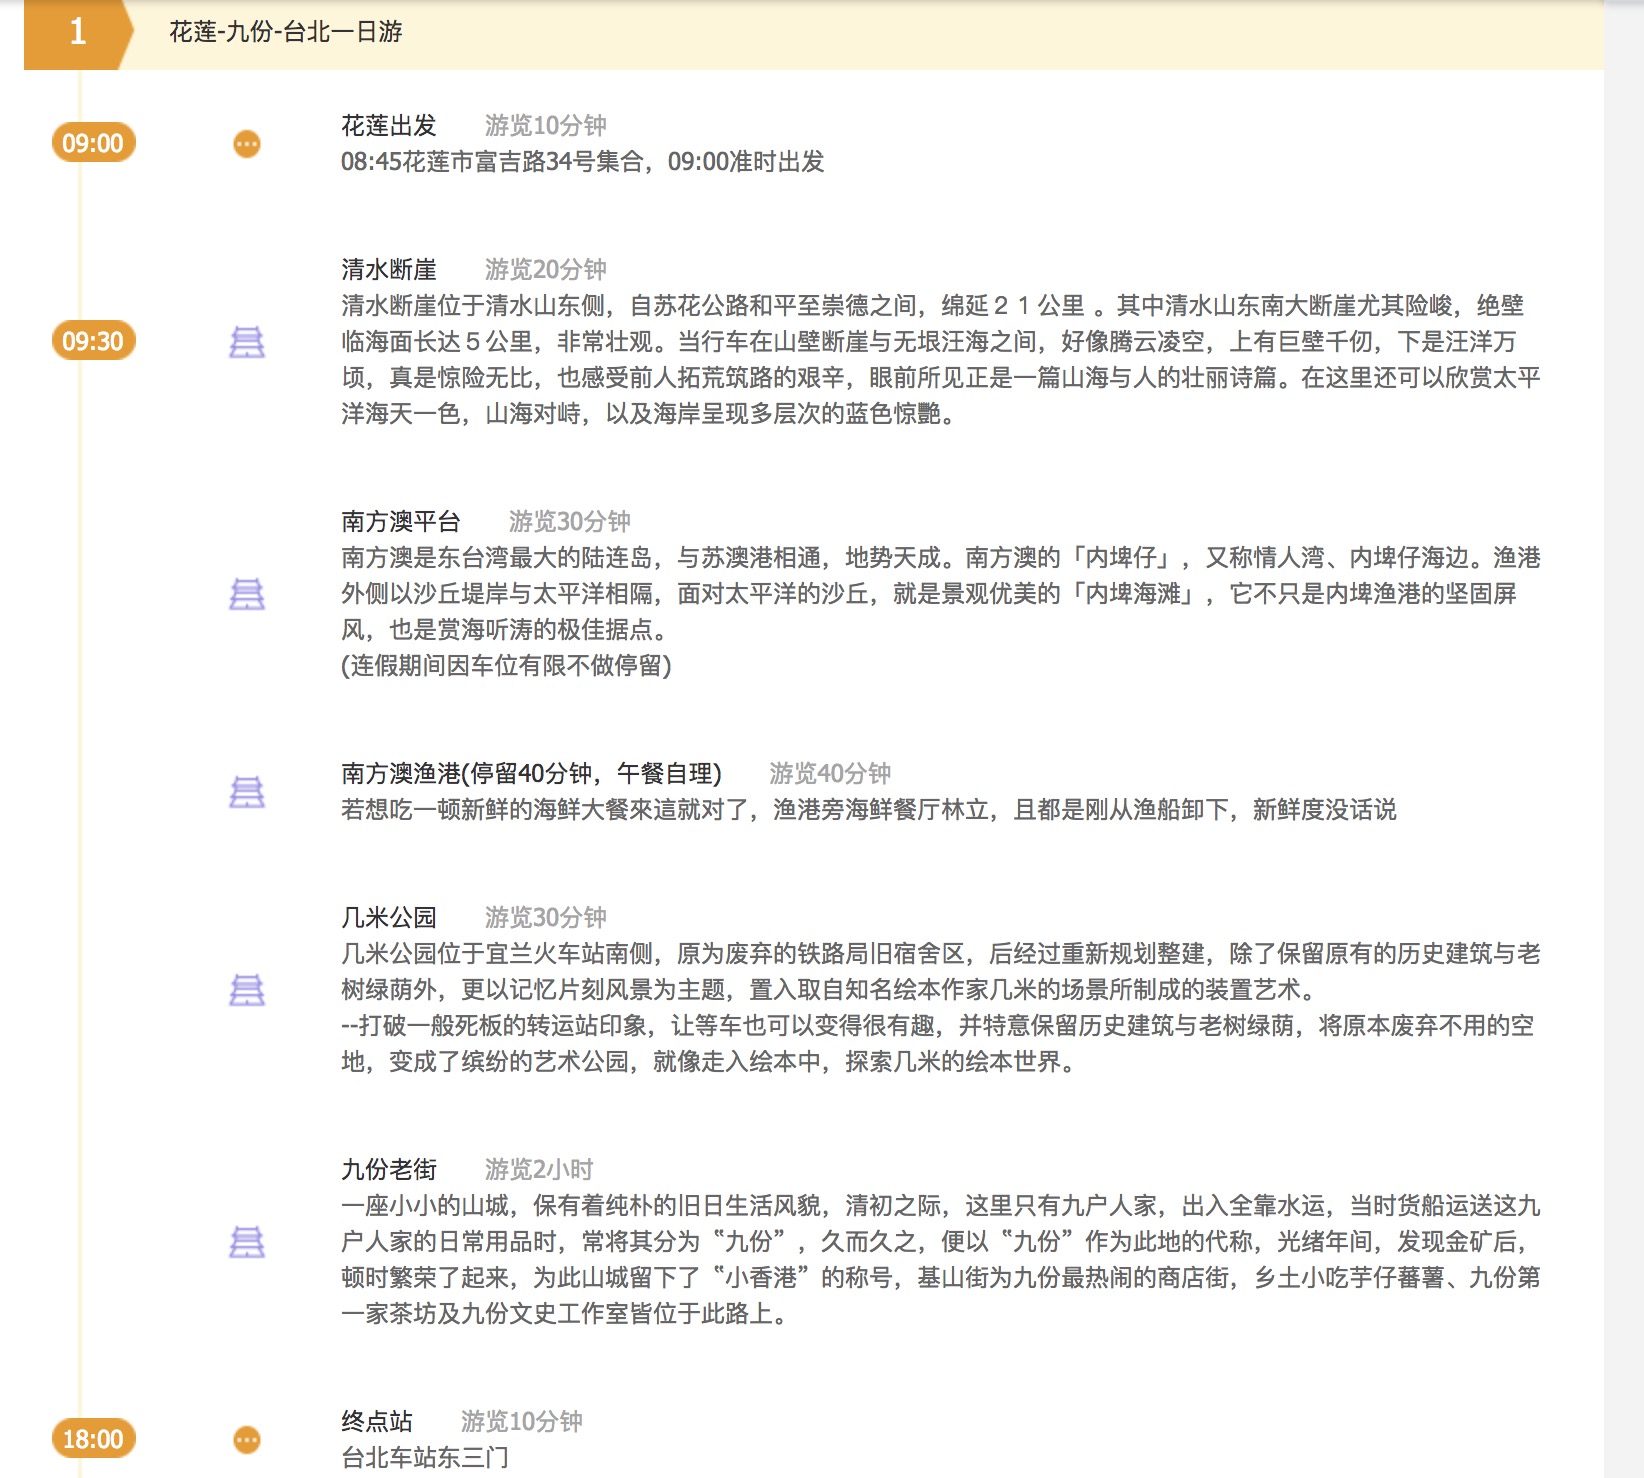 1 花莲-九份-台北一日游
花莲出发 游览10分钟
09:00
08:45花莲市富吉路34号集合，09:00准时出发
清水断崖 游览20分钟
清水断崖位于清水山东侧，自苏花公路和平至崇德之间，绵延２１公里 。其中清水山东南大断崖尤其险峻，绝壁
09:30
临海面长达５公里，非常壮观。当行车在山壁断崖与无垠汪海之间，好像腾云凌空，上有巨壁千仞，下是汪洋万
顷，真是惊险无比，也感受前人拓荒筑路的艰辛，眼前所见正是一篇山海与人的壮丽诗篇。在这里还可以欣赏太平
洋海天一色，山海对峙，以及海岸呈现多层次的蓝色惊艷。
南方澳平台 游览30分钟
南方澳是东台湾最大的陆连岛，与苏澳港相通，地势天成。南方澳的「内埤仔」，又称情人湾、内埤仔海边。渔港
外侧以沙丘堤岸与太平洋相隔，面对太平洋的沙丘，就是景观优美的「内埤海滩」，它不只是内埤渔港的坚固屏
风，也是赏海听涛的极佳据点。
(连假期间因车位有限不做停留)
南方澳渔港(停留40分钟，午餐自理) 游览40分钟
若想吃一顿新鲜的海鲜大餐來這就对了，渔港旁海鲜餐厅林立，且都是刚从渔船卸下，新鲜度没话说
几米公园 游览30分钟
几米公园位于宜兰火车站南侧，原为废弃的铁路局旧宿舍区，后经过重新规划整建，除了保留原有的历史建筑与老
树绿荫外，更以记忆片刻风景为主题，置入取自知名绘本作家几米的场景所制成的装置艺术。
--打破一般死板的转运站印象，让等车也可以变得很有趣，并特意保留历史建筑与老树绿荫，将原本废弃不用的空
地，变成了缤纷的艺术公园，就像走入绘本中，探索几米的绘本世界。
九份老街 游览2小时
一座小小的山城，保有着纯朴的旧日生活风貌，清初之际，这里只有九户人家，出入全靠水运，当时货船运送这九
户人家的日常用品时，常将其分为〝九份〞，久而久之，便以〝九份〞作为此地的代称，光绪年间，发现金矿后，
顿时繁荣了起来，为此山城留下了〝小香港〞的称号，基山街为九份最热闹的商店街，乡土小吃芋仔蕃薯、九份第
一家茶坊及九份文史工作室皆位于此路上。
终点站 游览10分钟
18:00
台北车站东三门